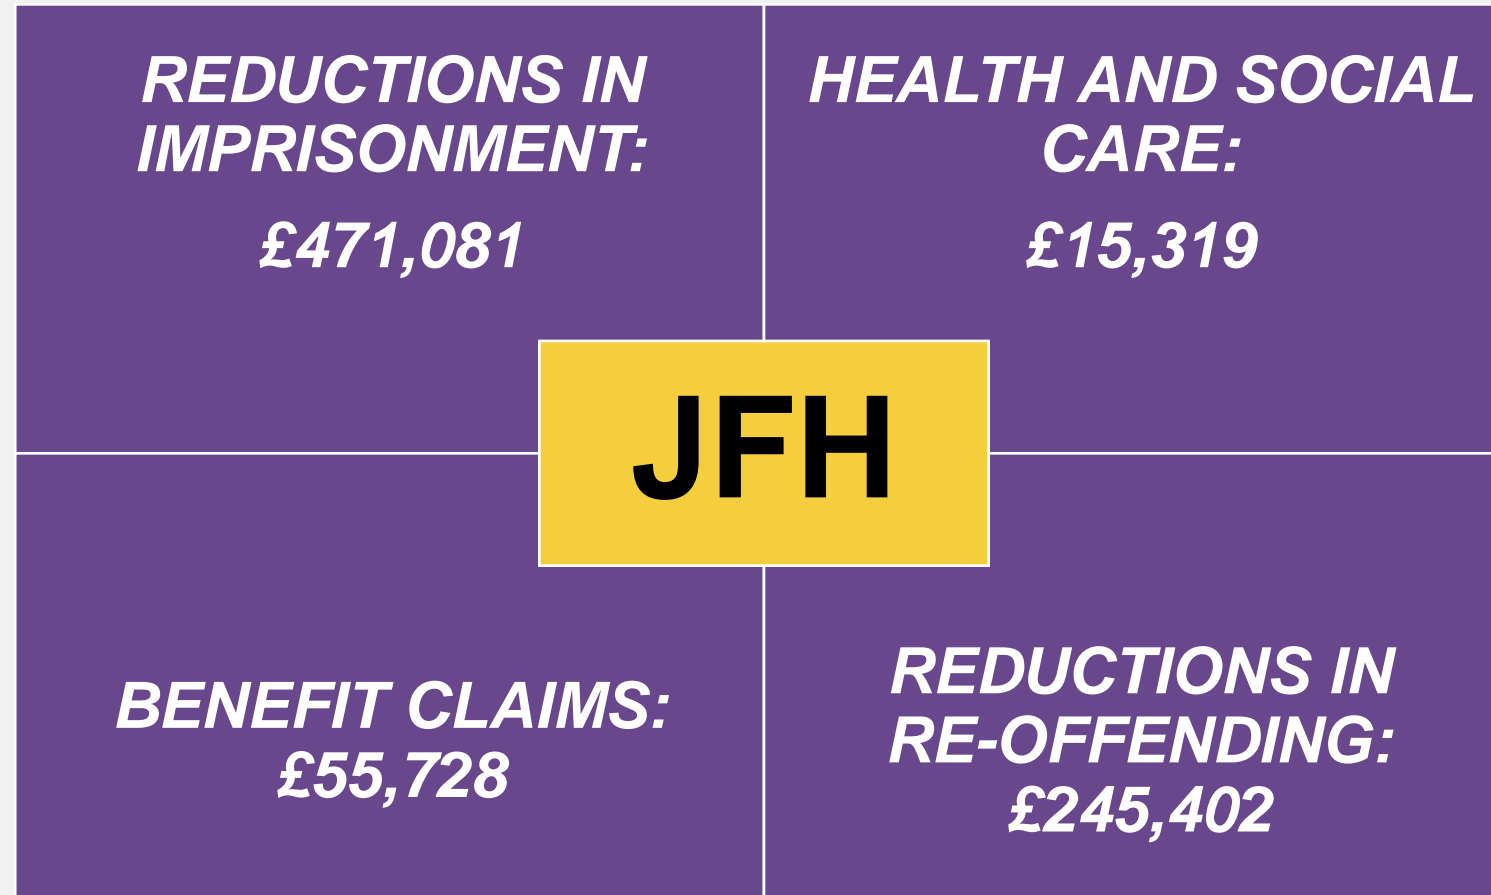 REDUCTIONS IN
IMPRISONMENT:
£471,081
HEALTH AND SOCIAL
CARE:
£15,319
JFH
BENEFIT CLAIMS:
£55,728
REDUCTIONS IN
RE-OFFENDING:
£245,402